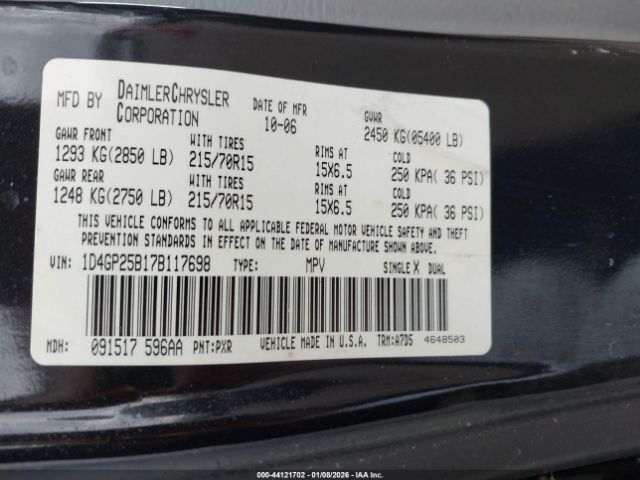 MFD BY DAIMLERCHRYSLER CORPORATION DATE OF MFR 10-06 GVWR 2450 KG(05400 LB)
GAWR FRONT WITH TIRES RIMS AT COLD
1293 KG(2850 LB) 215/70R15 15X6.5 250 KPA( 36 PSI)
GAWR REAR WITH TIRES RIMS AT COLD
1248 KG(2750 LB) 215/70R15 15X6.5 250 KPA( 36 PSI)
THIS VEHICLE CONFORMS TO ALL APPLICABLE FEDERAL MOTOR VEHICLE SAFETY AND THEFT
PREVENTION STANDARDS IN EFFECT ON THE DATE OF MANUFACTURE SHOWN ABOVE.
VIN: 1D4GP25B17B117698 TYPE: MPV SINGLE X DUAL
MDH: 091517 596AA PNT:PXR VEHICLE MADE IN U.S.A. TRM:A7D5 4648503
000-44121702 - 01/08/2026 - IAA Inc.